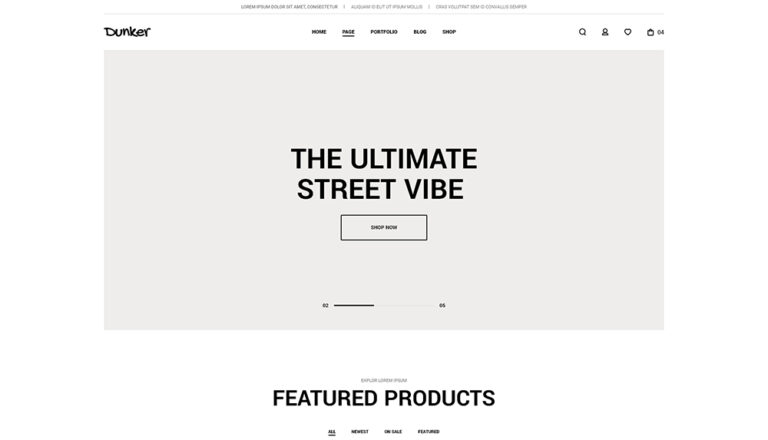 LOREM IPSUM DOLOR SIT AMET, CONSECTETUR | ALIQUAM ID ELIT UT IPSUM MOLLIS | CRAS VOLUTPAT SEM ID CONVALLIS SEMPER
Dunker HOME PAGE PORTFOLIO BLOG SHOP 04
THE ULTIMATE
STREET VIBE
SHOP NOW
02 05
EXPLOR LOREM IPSUM
FEATURED PRODUCTS
ALL NEWEST ON SALE FEATURED